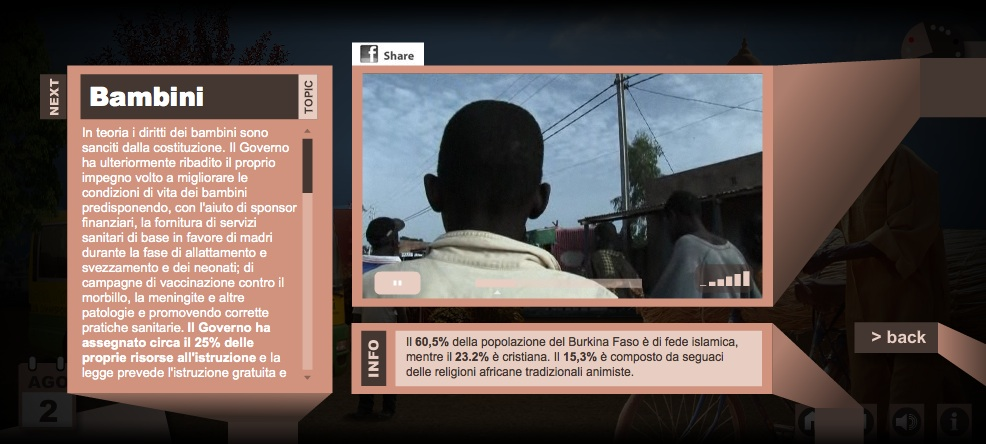 Share
NEXT
Bambini
TOPIC
In teoria i diritti dei bambini sono
sanciti dalla costituzione. Il Governo
ha ulteriormente ribadito il proprio
impegno volto a migliorare le
condizioni di vita dei bambini
predisponendo, con l'aiuto di sponsor
finanziari, la fornitura di servizi
sanitari di base in favore di madri
durante la fase di allattamento e
svezzamento e dei neonati; di
campagne di vaccinazione contro il
morbillo, la meningite e altre
patologie e promovendo corrette
pratiche sanitarie. Il Governo ha
assegnato circa il 25% delle
proprie risorse all'istruzione e la
legge prevede l'istruzione gratuita e
INFO
Il 60,5% della popolazione del Burkina Faso è di fede islamica,
mentre il 23.2% è cristiana. Il 15,3% è composto da seguaci
delle religioni africane tradizionali animiste.
> back
AGO
2